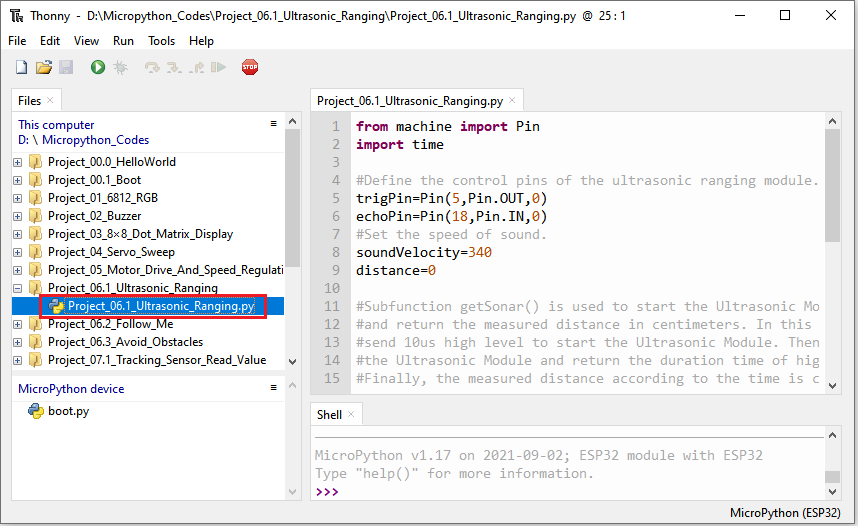 Thonny - D:\Micropython_Codes\Project_06.1_Ultrasonic_Ranging\Project_06.1_Ultrasonic_Ranging.py @ 25 : 1
File Edit View Run Tools Help
STOP
Files ×
This computer
D: \ Micropython_Codes
Project_00.0_HelloWorld
Project_00.1_Boot
Project_01_6812_RGB
Project_02_Buzzer
Project_03_8×8_Dot_Matrix_Display
Project_04_Servo_Sweep
Project_05_Motor_Drive_And_Speed_Regulati
Project_06.1_Ultrasonic_Ranging
Project_06.1_Ultrasonic_Ranging.py
Project_06.2_Follow_Me
Project_06.3_Avoid_Obstacles
Project_07.1_Tracking_Sensor_Read_Value
MicroPython device
boot.py
Project_06.1_Ultrasonic_Ranging.py ×
1 from machine import Pin
2 import time
3
4 #Define the control pins of the ultrasonic ranging module.
5 trigPin=Pin(5,Pin.OUT,0)
6 echoPin=Pin(18,Pin.IN,0)
7 #Set the speed of sound.
8 soundVelocity=340
9 distance=0
10
11 #Subfunction getSonar() is used to start the Ultrasonic Mo
12 #and return the measured distance in centimeters. In this
13 #send 10us high level to start the Ultrasonic Module. Then
14 #the Ultrasonic Module and return the duration time of hig
15 #Finally, the measured distance according to the time is c
Shell ×
MicroPython v1.17 on 2021-09-02; ESP32 module with ESP32
Type "help()" for more information.
>>>
MicroPython (ESP32)